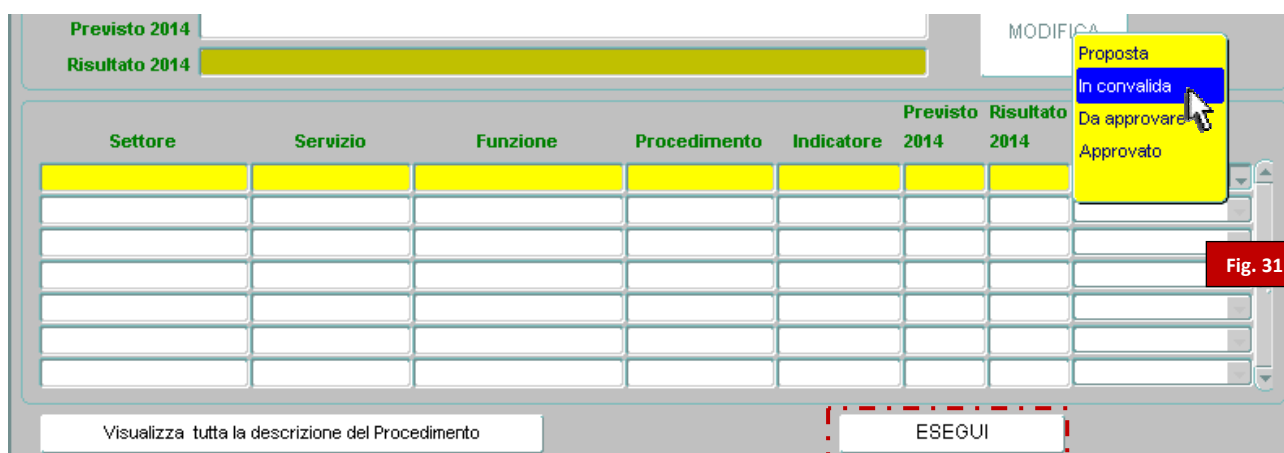 Previsto 2014
MODIFICA
Risultato 2014
Proposta
In convalida
Da approvare
Approvato
Settore Servizio Funzione Procedimento Indicatore Previsto 2014 Risultato 2014
Fig. 31
Visualizza tutta la descrizione del Procedimento
ESEGUI